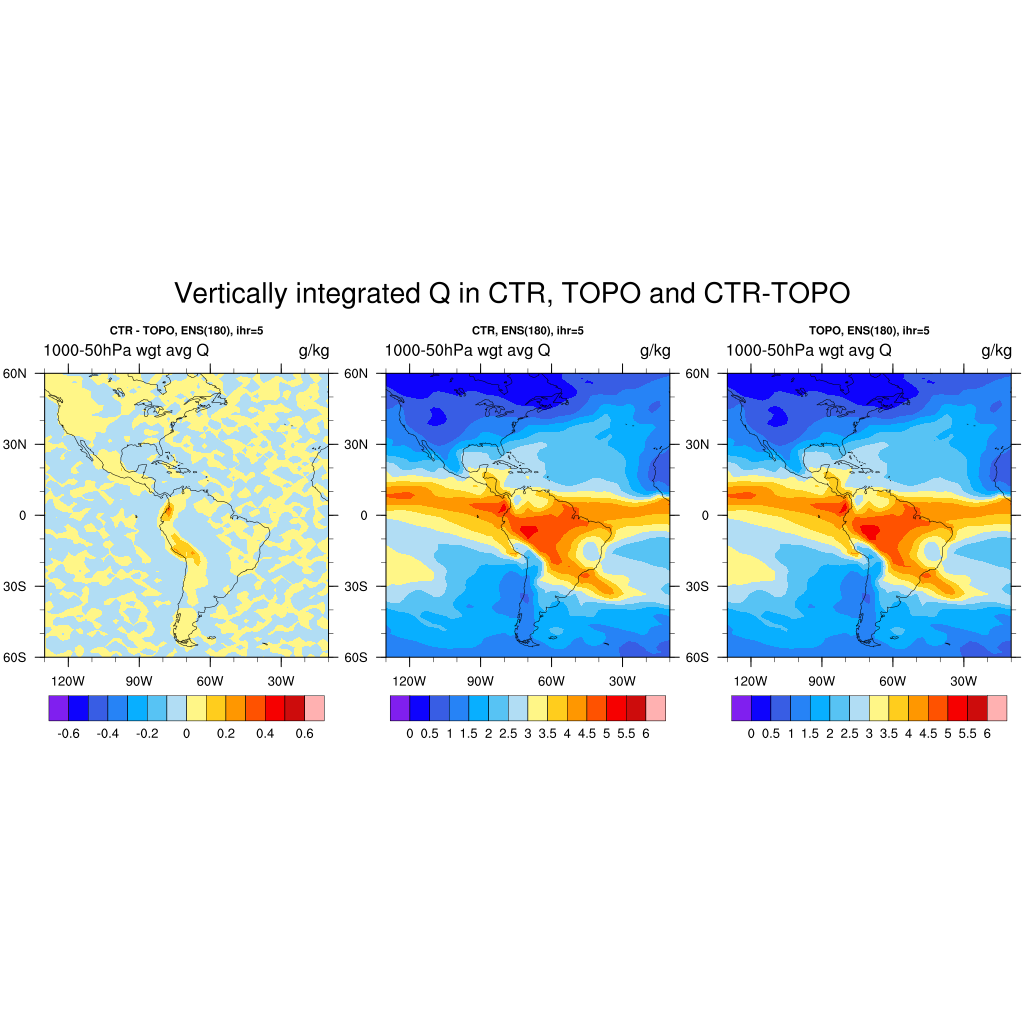 Vertically integrated Q in CTR, TOPO and CTR-TOPO
CTR - TOPO, ENS(180), ihr=5
1000-50hPa wgt avg Q g/kg
60N
30N
0
30S
60S
120W 90W 60W 30W
-0.6 -0.4 -0.2 0 0.2 0.4 0.6
CTR, ENS(180), ihr=5
1000-50hPa wgt avg Q g/kg
60N
30N
0
30S
60S
120W 90W 60W 30W
0 0.5 1 1.5 2 2.5 3 3.5 4 4.5 5 5.5 6
TOPO, ENS(180), ihr=5
1000-50hPa wgt avg Q g/kg
60N
30N
0
30S
60S
120W 90W 60W 30W
0 0.5 1 1.5 2 2.5 3 3.5 4 4.5 5 5.5 6